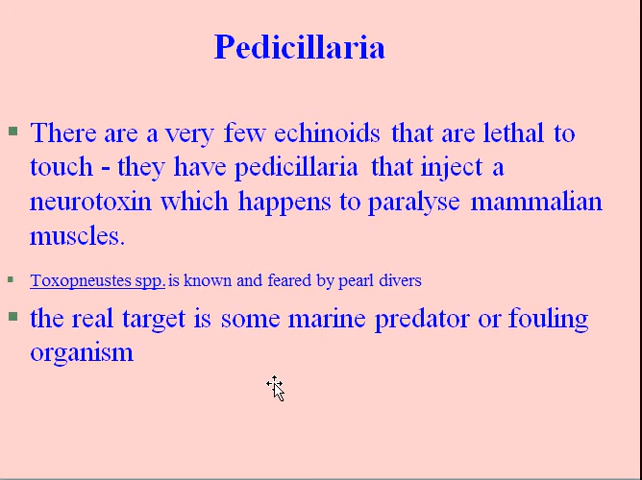 Pedicillaria
There are a very few echinoids that are lethal to
touch - they have pedicillaria that inject a
neurotoxin which happens to paralyse mammalian
muscles.
Toxopneustes spp. is known and feared by pearl divers
the real target is some marine predator or fouling
organism